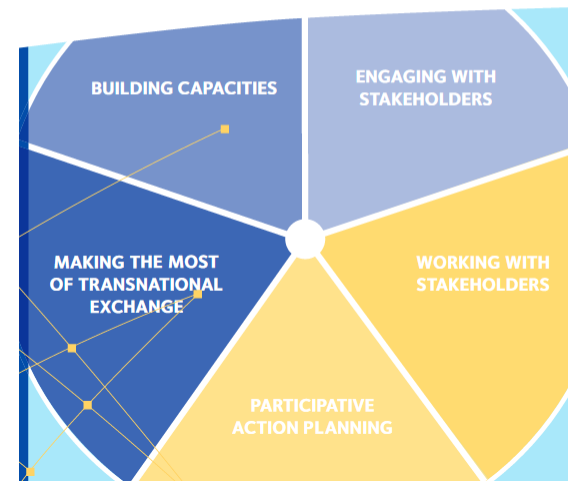 BUILDING CAPACITIES
ENGAGING WITH
STAKEHOLDERS
MAKING THE MOST
OF TRANSNATIONAL
EXCHANGE
WORKING WITH
STAKEHOLDERS
PARTICIPATIVE
ACTION PLANNING